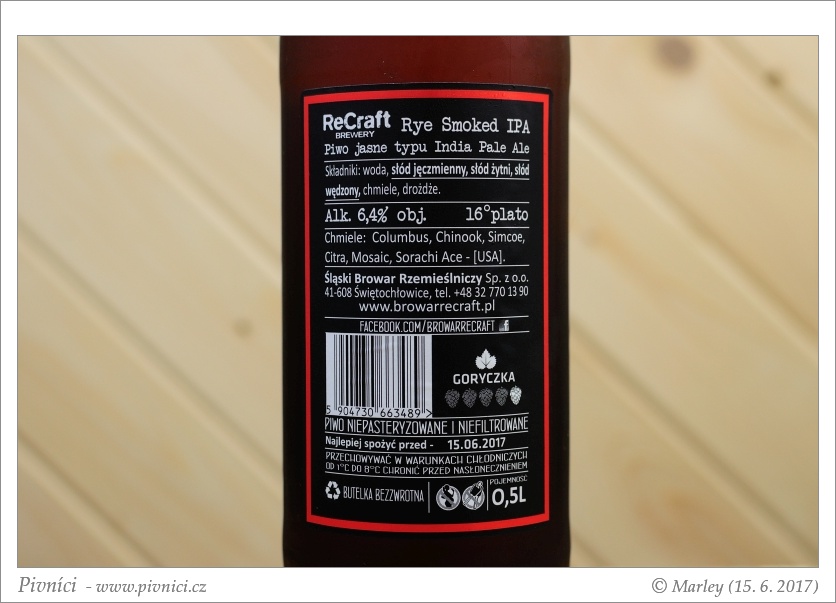 ReCraft
BREWERY
Rye Smoked IPA
Piwo jasne typu India Pale Ale
Składniki: woda, słód jęczmienny, słód żytni, słód
wędzony, chmiele, drożdże.
Alk. 6,4% obj. 16°plato
Chmiele: Columbus, Chinook, Simcoe,
Citra, Mosaic, Sorachi Ace - [USA].
Śląski Browar Rzemieślniczy Sp. z o.o.
41-608 Świętochłowice, tel. +48 32 770 13 90
www.browarrecraft.pl
FACEBOOK.COM/BROWARRECRAFT f
GORYCZKA
5 904730 663489 >
PIWO NIEPASTERYZOWANE I NIEFILTROWANE
Najlepiej spożyć przed - 15.06.2017
PRZECHOWYWAĆ W WARUNKACH CHŁODNICZYCH
OD 1°C DO 8°C CHRONIĆ PRZED NASŁONECZNIENIEM
BUTELKA BEZZWROTNA
POJEMNOŚĆ
0,5L
Pivníci - www.pivnici.cz
© Marley (15. 6. 2017)